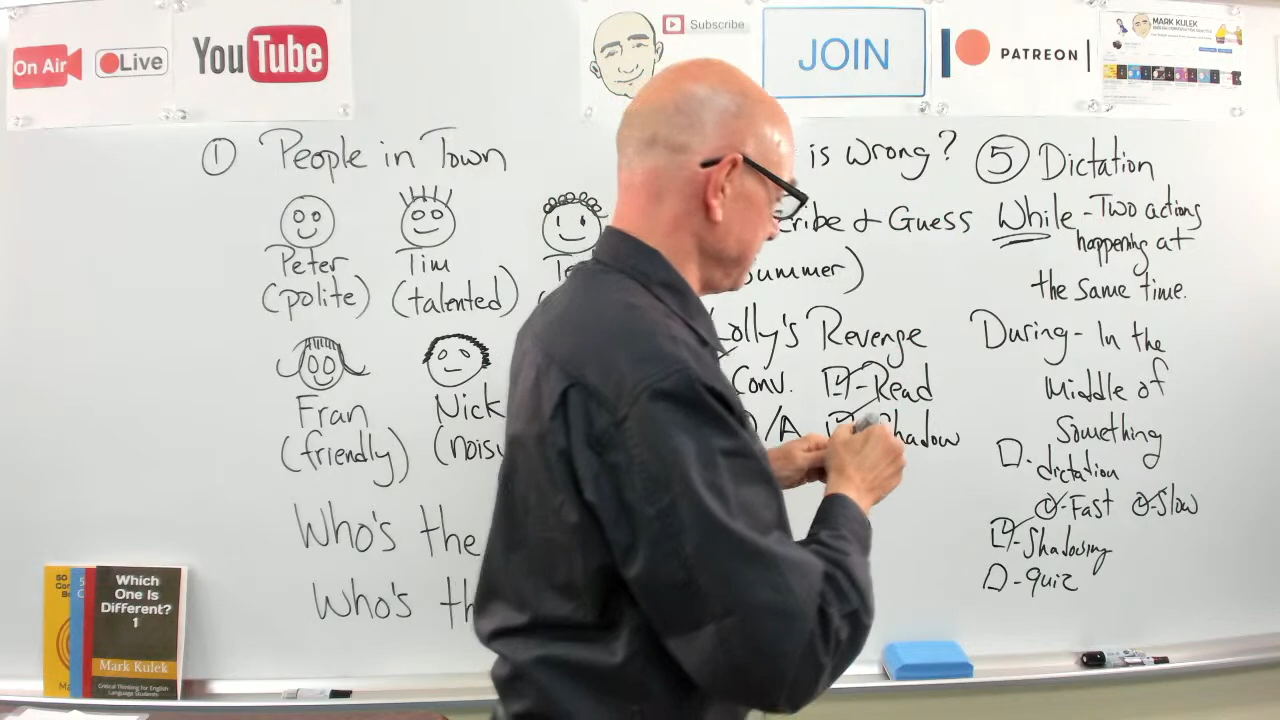 On Air
Live
YouTube
Subscribe
JOIN
PATREON
MARK KULEK
① People in Town
Peter
(polite)
Tim
(talented)
Fran
(friendly)
Nick
(noisy
Who's the
Who's th
is wrong?
cribe & Guess
ummer)
olly's Revenge
Conv.
Read
/A
Shadow
⑤ Dictation
While - Two actions
happening at
the same time.
During - In the
middle of
Something
dictation
-Fast
-Slow
-Shadowing
-quiz
Which
One Is
Different?
1
Mark Kulek
Critical Thinking for English
Language Students